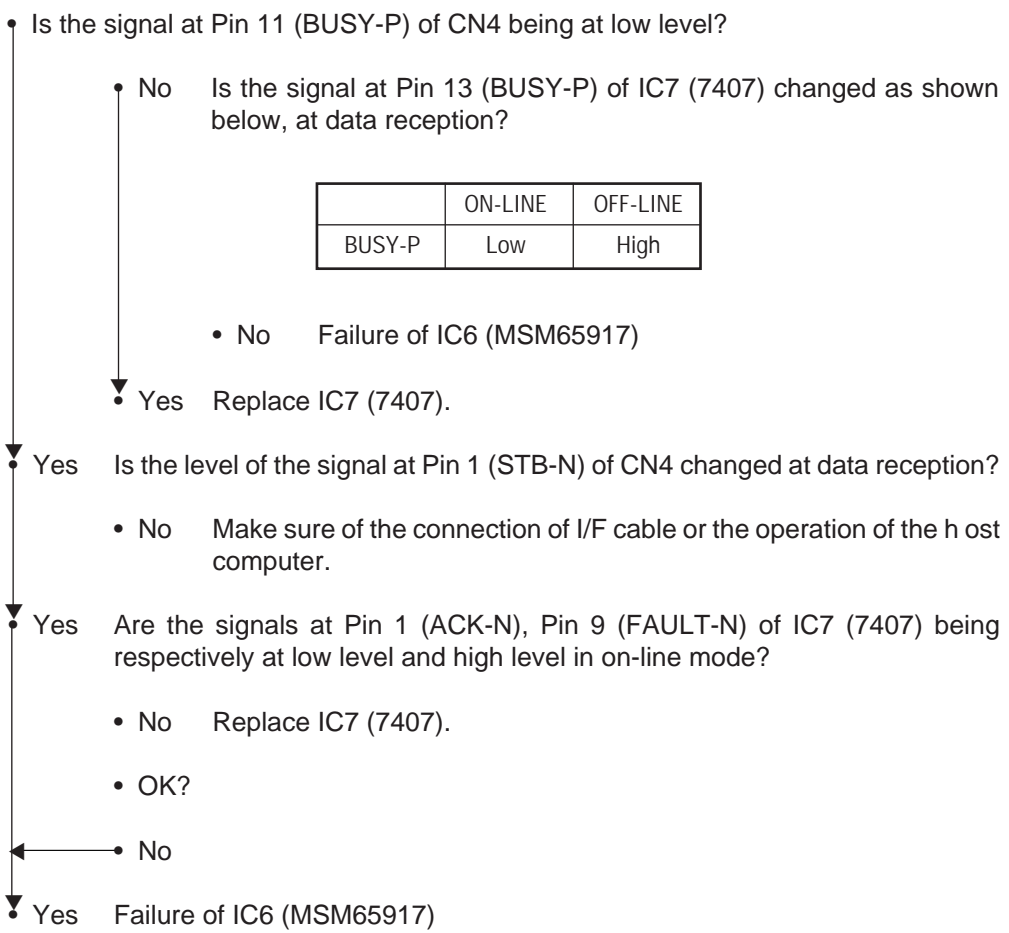 • Is the signal at Pin 11 (BUSY-P) of CN4 being at low level?
• No Is the signal at Pin 13 (BUSY-P) of IC7 (7407) changed as shown
below, at data reception?
ON-LINE OFF-LINE
BUSY-P Low High
• No Failure of IC6 (MSM65917)
• Yes Replace IC7 (7407).
• Yes Is the level of the signal at Pin 1 (STB-N) of CN4 changed at data reception?
• No Make sure of the connection of I/F cable or the operation of the h ost
computer.
• Yes Are the signals at Pin 1 (ACK-N), Pin 9 (FAULT-N) of IC7 (7407) being
respectively at low level and high level in on-line mode?
• No Replace IC7 (7407).
• OK?
• No
• Yes Failure of IC6 (MSM65917)